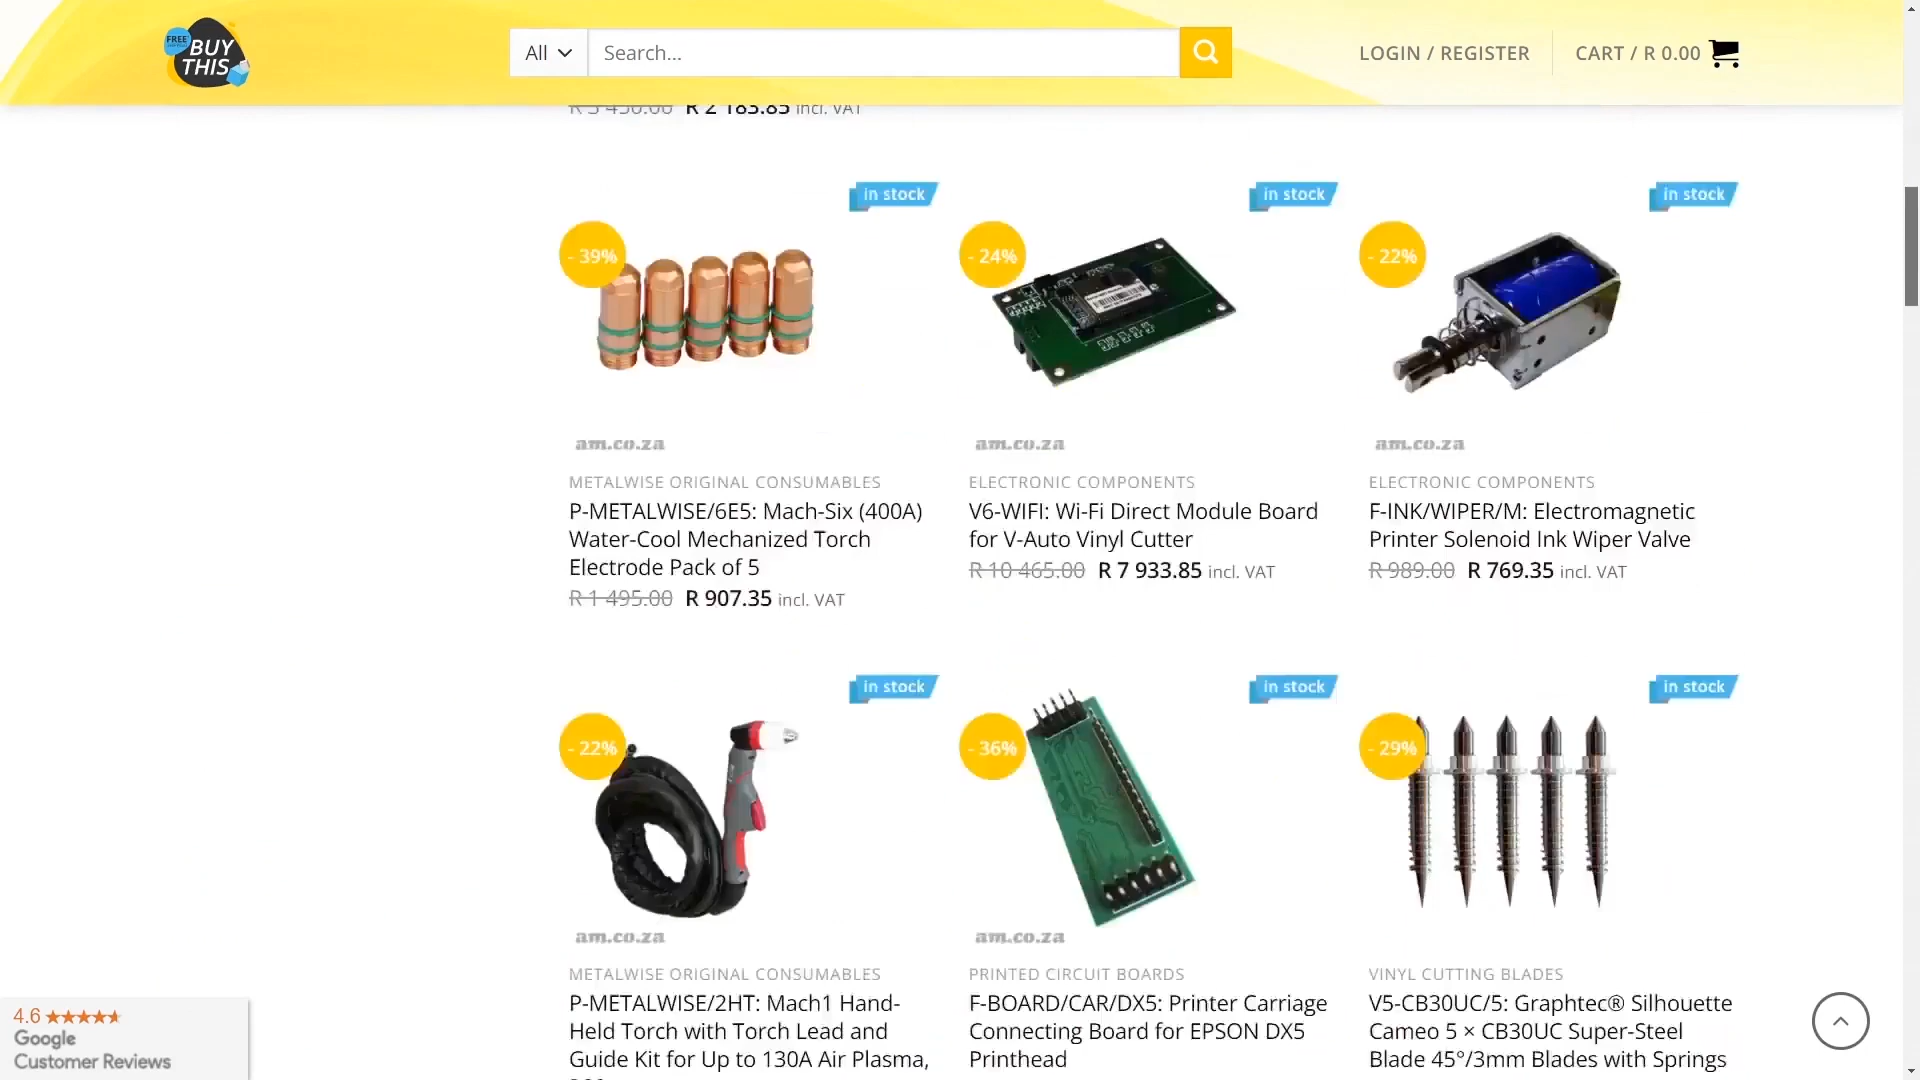 FREE
BUY
THIS
All
Search...
LOGIN / REGISTER
CART / R 0.00
R 3 450.00 R 2 183.85 incl. VAT
in stock
in stock
in stock
- 39%
- 24%
- 22%
am.co.za
am.co.za
am.co.za
METALWISE ORIGINAL CONSUMABLES
P-METALWISE/6E5: Mach-Six (400A)
Water-Cool Mechanized Torch
Electrode Pack of 5
R 1 495.00 R 907.35 incl. VAT
ELECTRONIC COMPONENTS
V6-WIFI: Wi-Fi Direct Module Board
for V-Auto Vinyl Cutter
R 10 465.00 R 7 933.85 incl. VAT
ELECTRONIC COMPONENTS
F-INK/WIPER/M: Electromagnetic
Printer Solenoid Ink Wiper Valve
R 989.00 R 769.35 incl. VAT
in stock
in stock
in stock
- 22%
- 36%
- 29%
am.co.za
am.co.za
METALWISE ORIGINAL CONSUMABLES
P-METALWISE/2HT: Mach1 Hand-
Held Torch with Torch Lead and
Guide Kit for Up to 130A Air Plasma,
PRINTED CIRCUIT BOARDS
F-BOARD/CAR/DX5: Printer Carriage
Connecting Board for EPSON DX5
Printhead
VINYL CUTTING BLADES
V5-CB30UC/5: Graphtec® Silhouette
Cameo 5 × CB30UC Super-Steel
Blade 45°/3mm Blades with Springs
4.6
Google
Customer Reviews